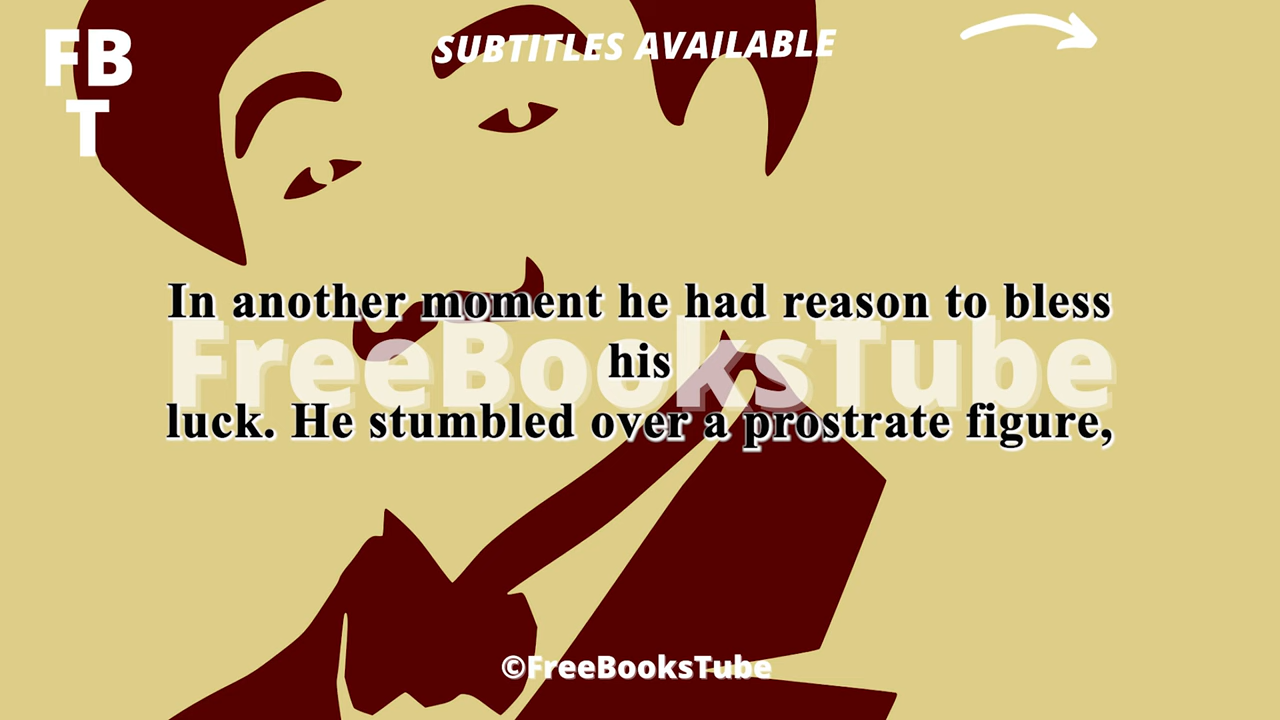 FB
T
SUBTITLES AVAILABLE
In another moment he had reason to bless
his
luck. He stumbled over a prostrate figure,
FreeBooksTube
©FreeBooksTube